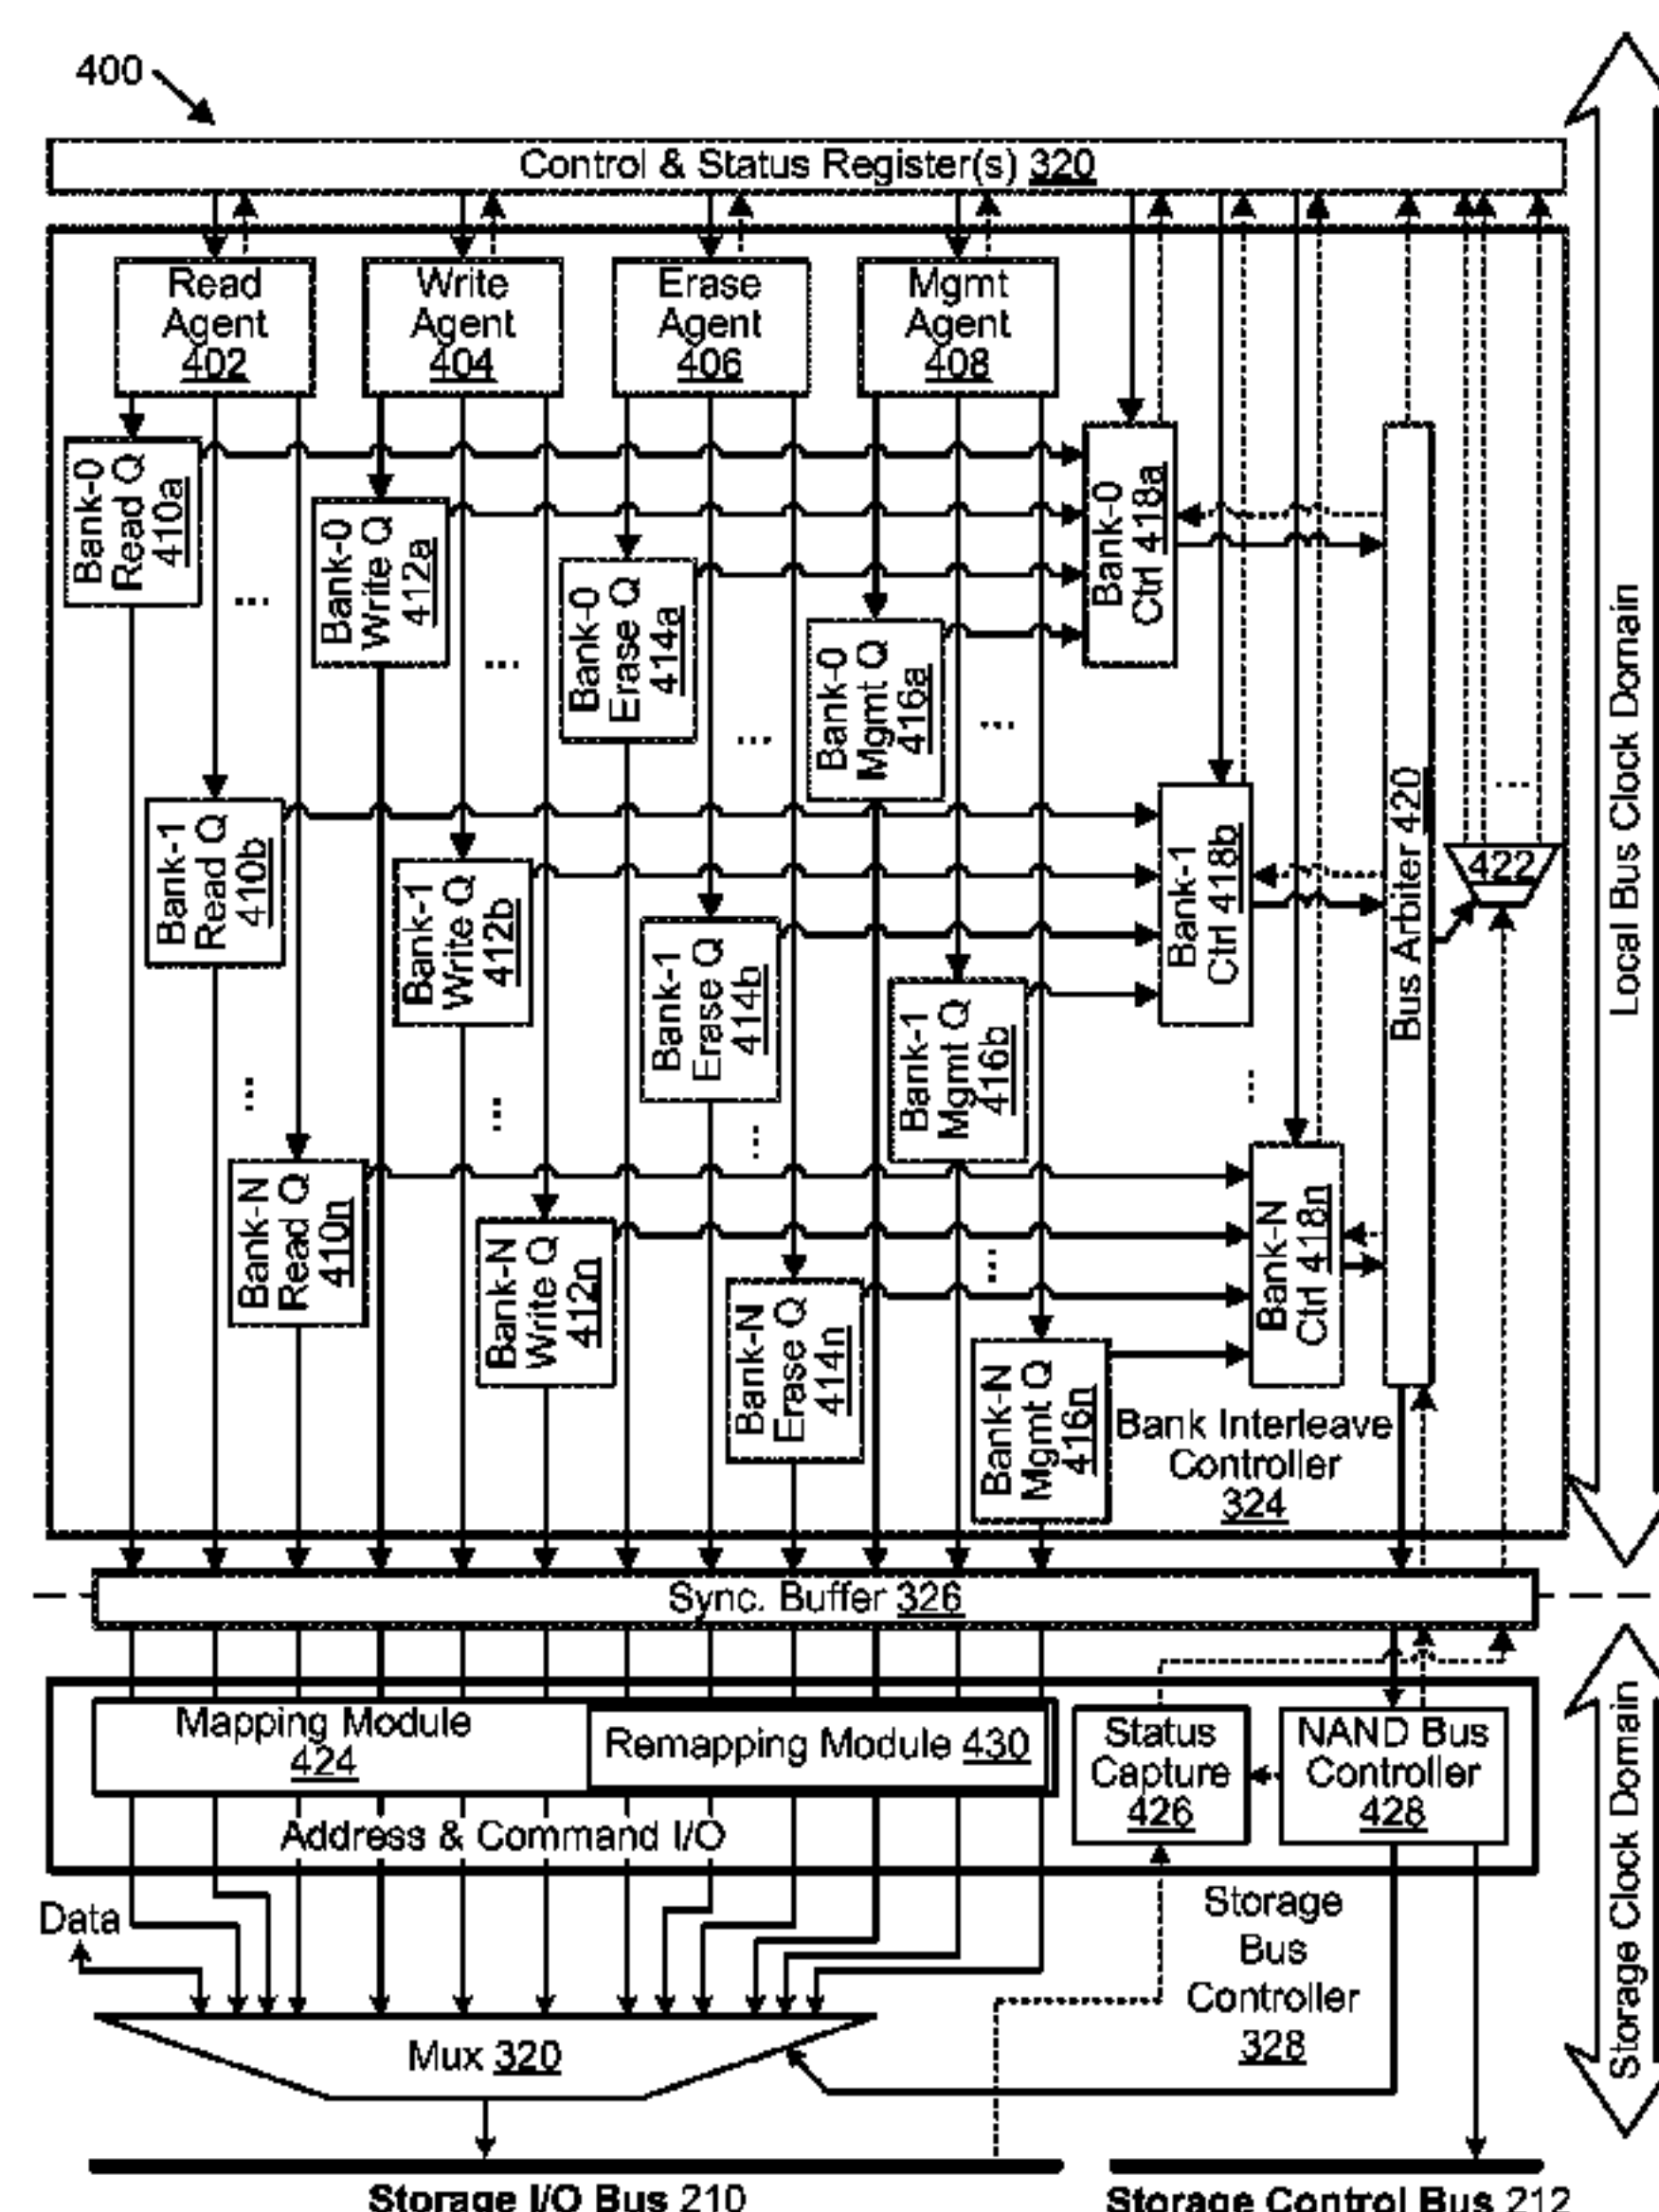 400
Control & Status Register(s) 320
Read
Agent
402
Write
Agent
404
Erase
Agent
406
Mgmt
Agent
408
Bank-0
Read Q
410a
Bank-0
Write Q
412a
Bank-0
Erase Q
414a
Bank-0
Mgmt Q
416a
Bank-0
Ctrl 418a
...
...
...
...
Bank-1
Read Q
410b
Bank-1
Write Q
412b
Bank-1
Erase Q
414b
Bank-1
Mgmt Q
416b
Bank-1
Ctrl 418b
Bus Arbiter 420
422
...
...
...
...
...
...
Bank-N
Read Q
410n
Bank-N
Write Q
412n
Bank-N
Erase Q
414n
Bank-N
Mgmt Q
416n
Bank-N
Ctrl 418n
Bank Interleave
Controller
324
Local Bus Clock Domain
Sync. Buffer 326
Mapping Module
424
Remapping Module 430
Status
Capture
426
NAND Bus
Controller
428
Address & Command I/O
Data
Storage
Bus
Controller
328
Storage Clock Domain
Mux 320
Storage I/O Bus 210
Storage Control Bus 212